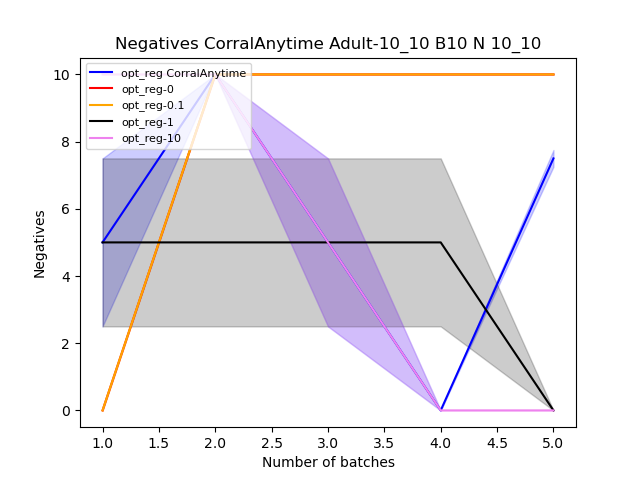 Negatives CorralAnytime Adult-10_10 B10 N 10_10
opt_reg CorralAnytime
opt_reg-0
opt_reg-0.1
opt_reg-1
opt_reg-10
Negatives
10
8
6
4
2
0
1.0 1.5 2.0 2.5 3.0 3.5 4.0 4.5 5.0
Number of batches